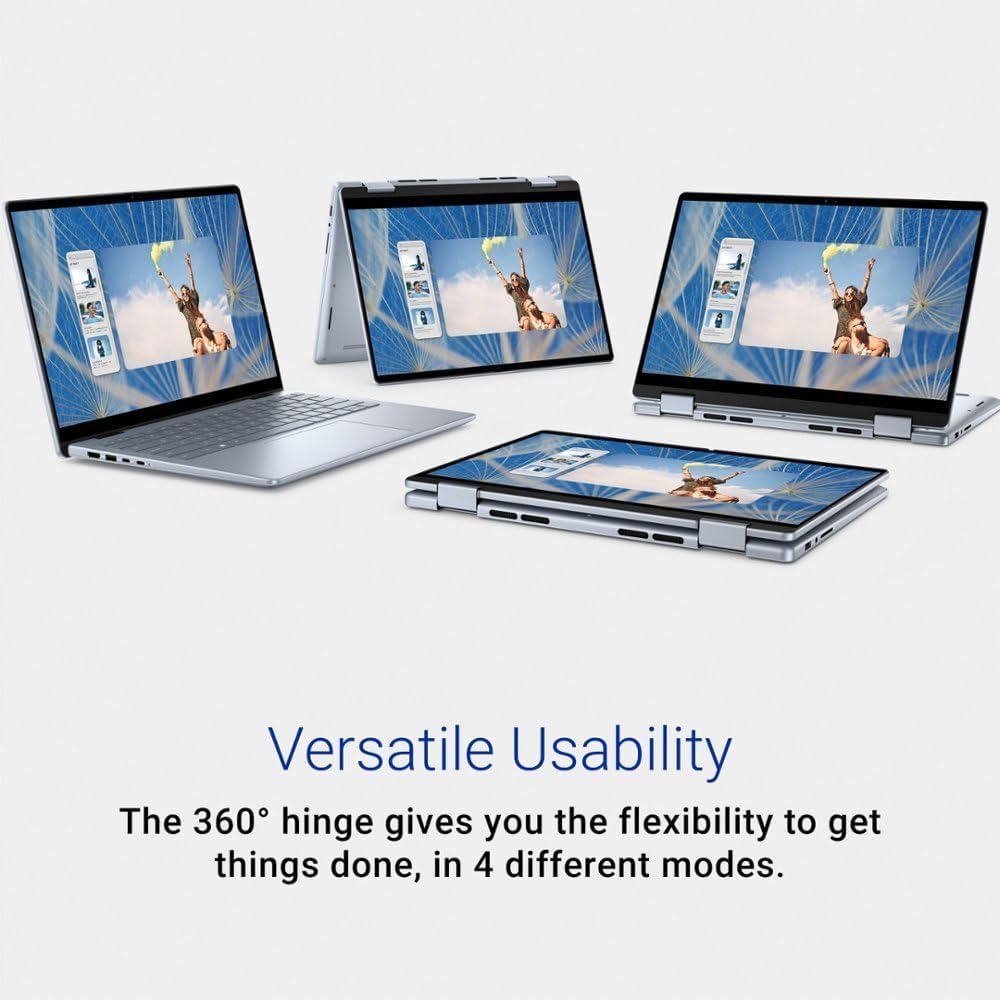 Versatile Usability
The 360° hinge gives you the flexibility to get
things done, in 4 different modes.